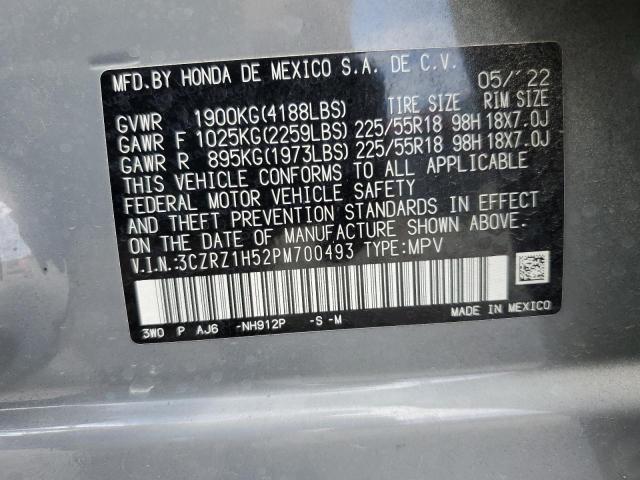 MFD.BY HONDA DE MEXICO S.A. DE C.V. 05/'22
TIRE SIZE RIM SIZE
GVWR 1900KG(4188LBS)
GAWR F 1025KG(2259LBS) 225/55R18 98H 18X7.0J
GAWR R 895KG(1973LBS) 225/55R18 98H 18X7.0J
THIS VEHICLE CONFORMS TO ALL APPLICABLE
FEDERAL MOTOR VEHICLE SAFETY
AND THEFT PREVENTION STANDARDS IN EFFECT
ON THE DATE OF MANUFACTURE SHOWN ABOVE.
V.I.N.:3CZRZ1H52PM700493 TYPE:MPV
3W0 P AJ6 -NH912P -S -M MADE IN MEXICO